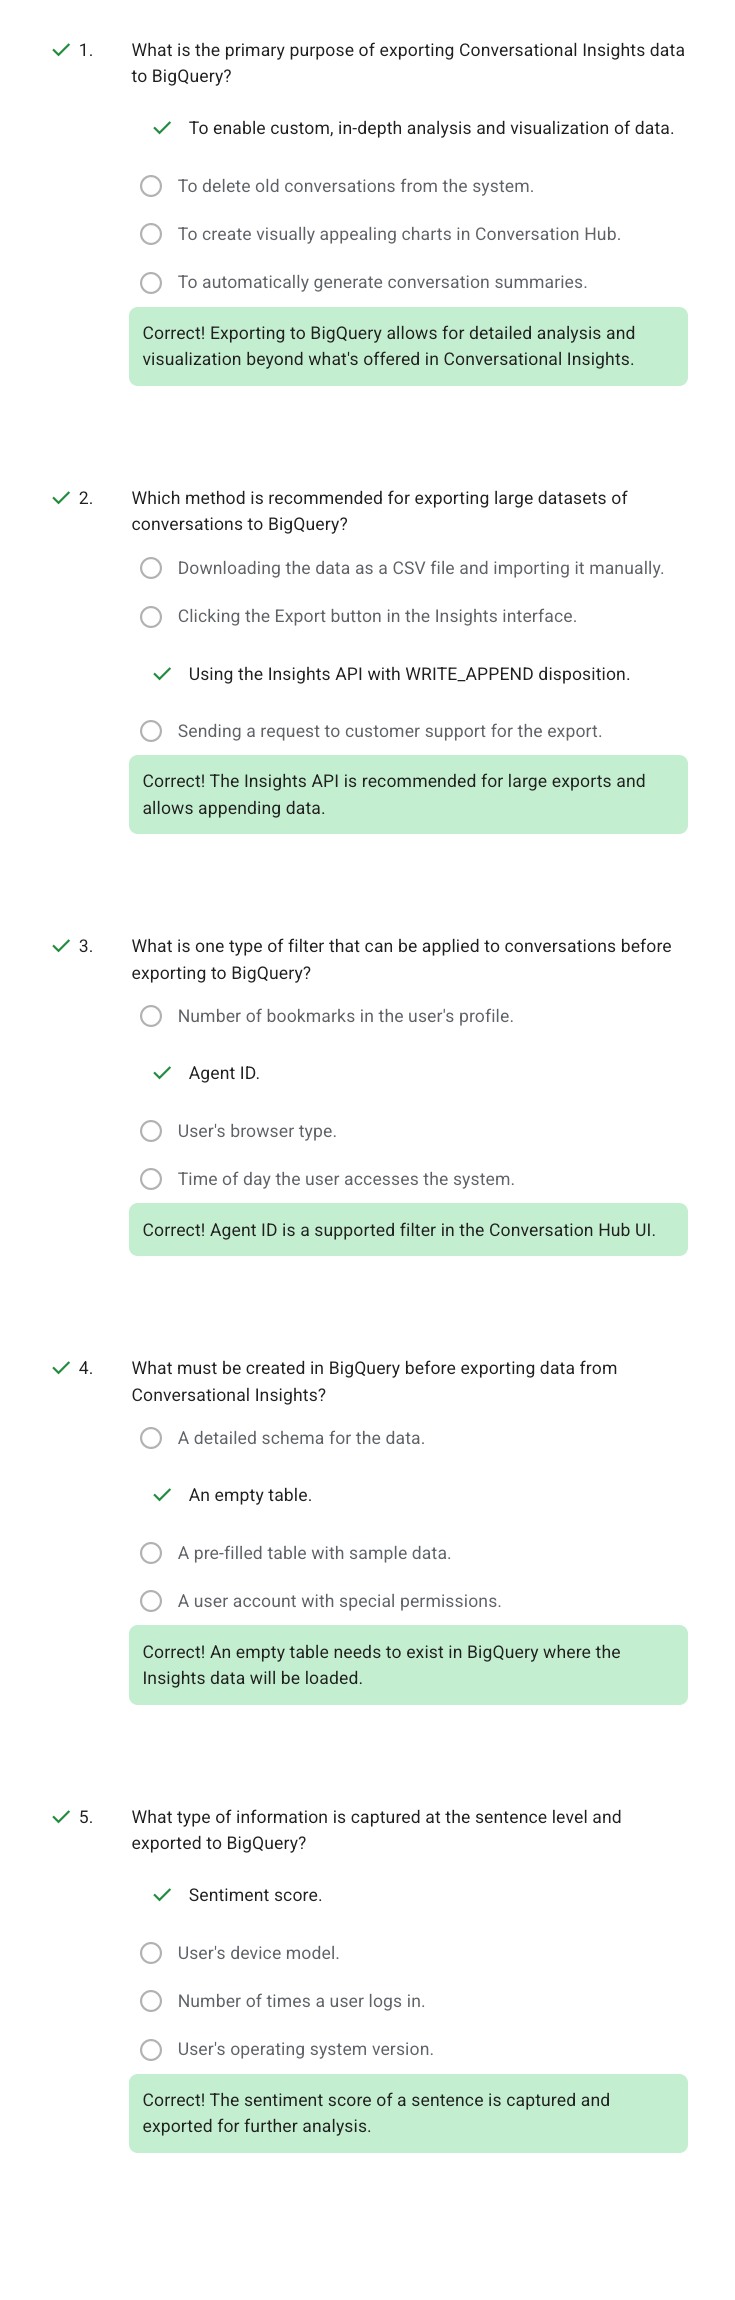 1. What is the primary purpose of exporting Conversational Insights data
to BigQuery?
To enable custom, in-depth analysis and visualization of data.
To delete old conversations from the system.
To create visually appealing charts in Conversation Hub.
To automatically generate conversation summaries.
Correct! Exporting to BigQuery allows for detailed analysis and
visualization beyond what's offered in Conversational Insights.
2. Which method is recommended for exporting large datasets of
conversations to BigQuery?
Downloading the data as a CSV file and importing it manually.
Clicking the Export button in the Insights interface.
Using the Insights API with WRITE_APPEND disposition.
Sending a request to customer support for the export.
Correct! The Insights API is recommended for large exports and
allows appending data.
3. What is one type of filter that can be applied to conversations before
exporting to BigQuery?
Number of bookmarks in the user's profile.
Agent ID.
User's browser type.
Time of day the user accesses the system.
Correct! Agent ID is a supported filter in the Conversation Hub UI.
4. What must be created in BigQuery before exporting data from
Conversational Insights?
A detailed schema for the data.
An empty table.
A pre-filled table with sample data.
A user account with special permissions.
Correct! An empty table needs to exist in BigQuery where the
Insights data will be loaded.
5. What type of information is captured at the sentence level and
exported to BigQuery?
Sentiment score.
User's device model.
Number of times a user logs in.
User's operating system version.
Correct! The sentiment score of a sentence is captured and
exported for further analysis.